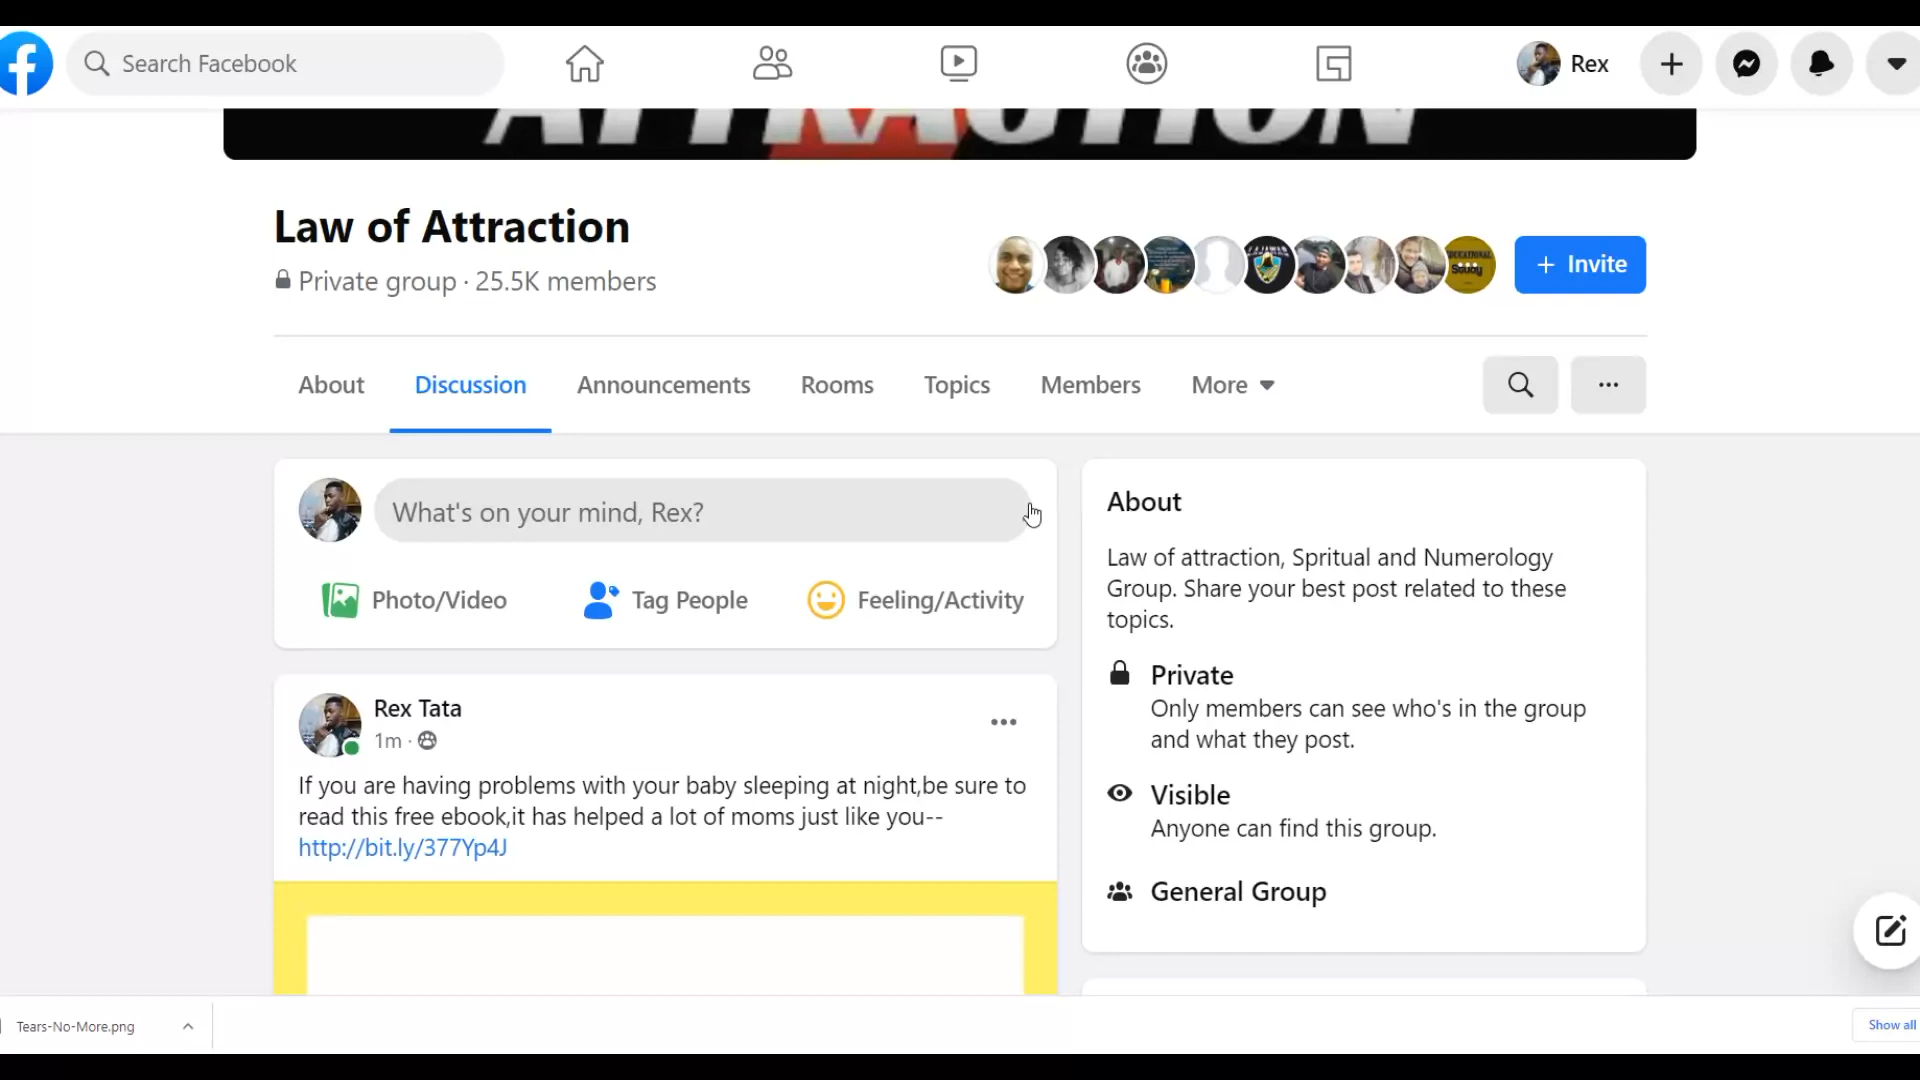 Search Facebook
Rex
ATTRACTION
Law of Attraction
Private group · 25.5K members
+ Invite
About
Discussion
Announcements
Rooms
Topics
Members
More
What's on your mind, Rex?
Photo/Video
Tag People
Feeling/Activity
Rex Tata
1m ·
If you are having problems with your baby sleeping at night,be sure to
read this free ebook,it has helped a lot of moms just like you--
http://bit.ly/377Yp4J
About
Law of attraction, Spritual and Numerology
Group. Share your best post related to these
topics.
Private
Only members can see who's in the group
and what they post.
Visible
Anyone can find this group.
General Group
Tears-No-More.png
Show all